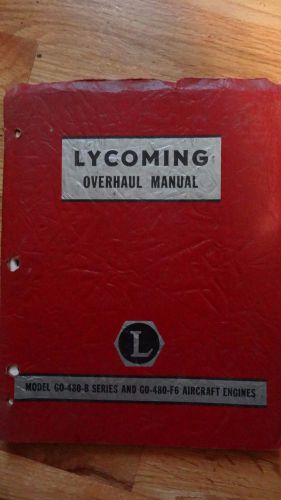 LYCOMING
OVERHAUL MANUAL
L
MODEL GO-480-B SERIES AND GO-480-F6 AIRCRAFT ENGINES